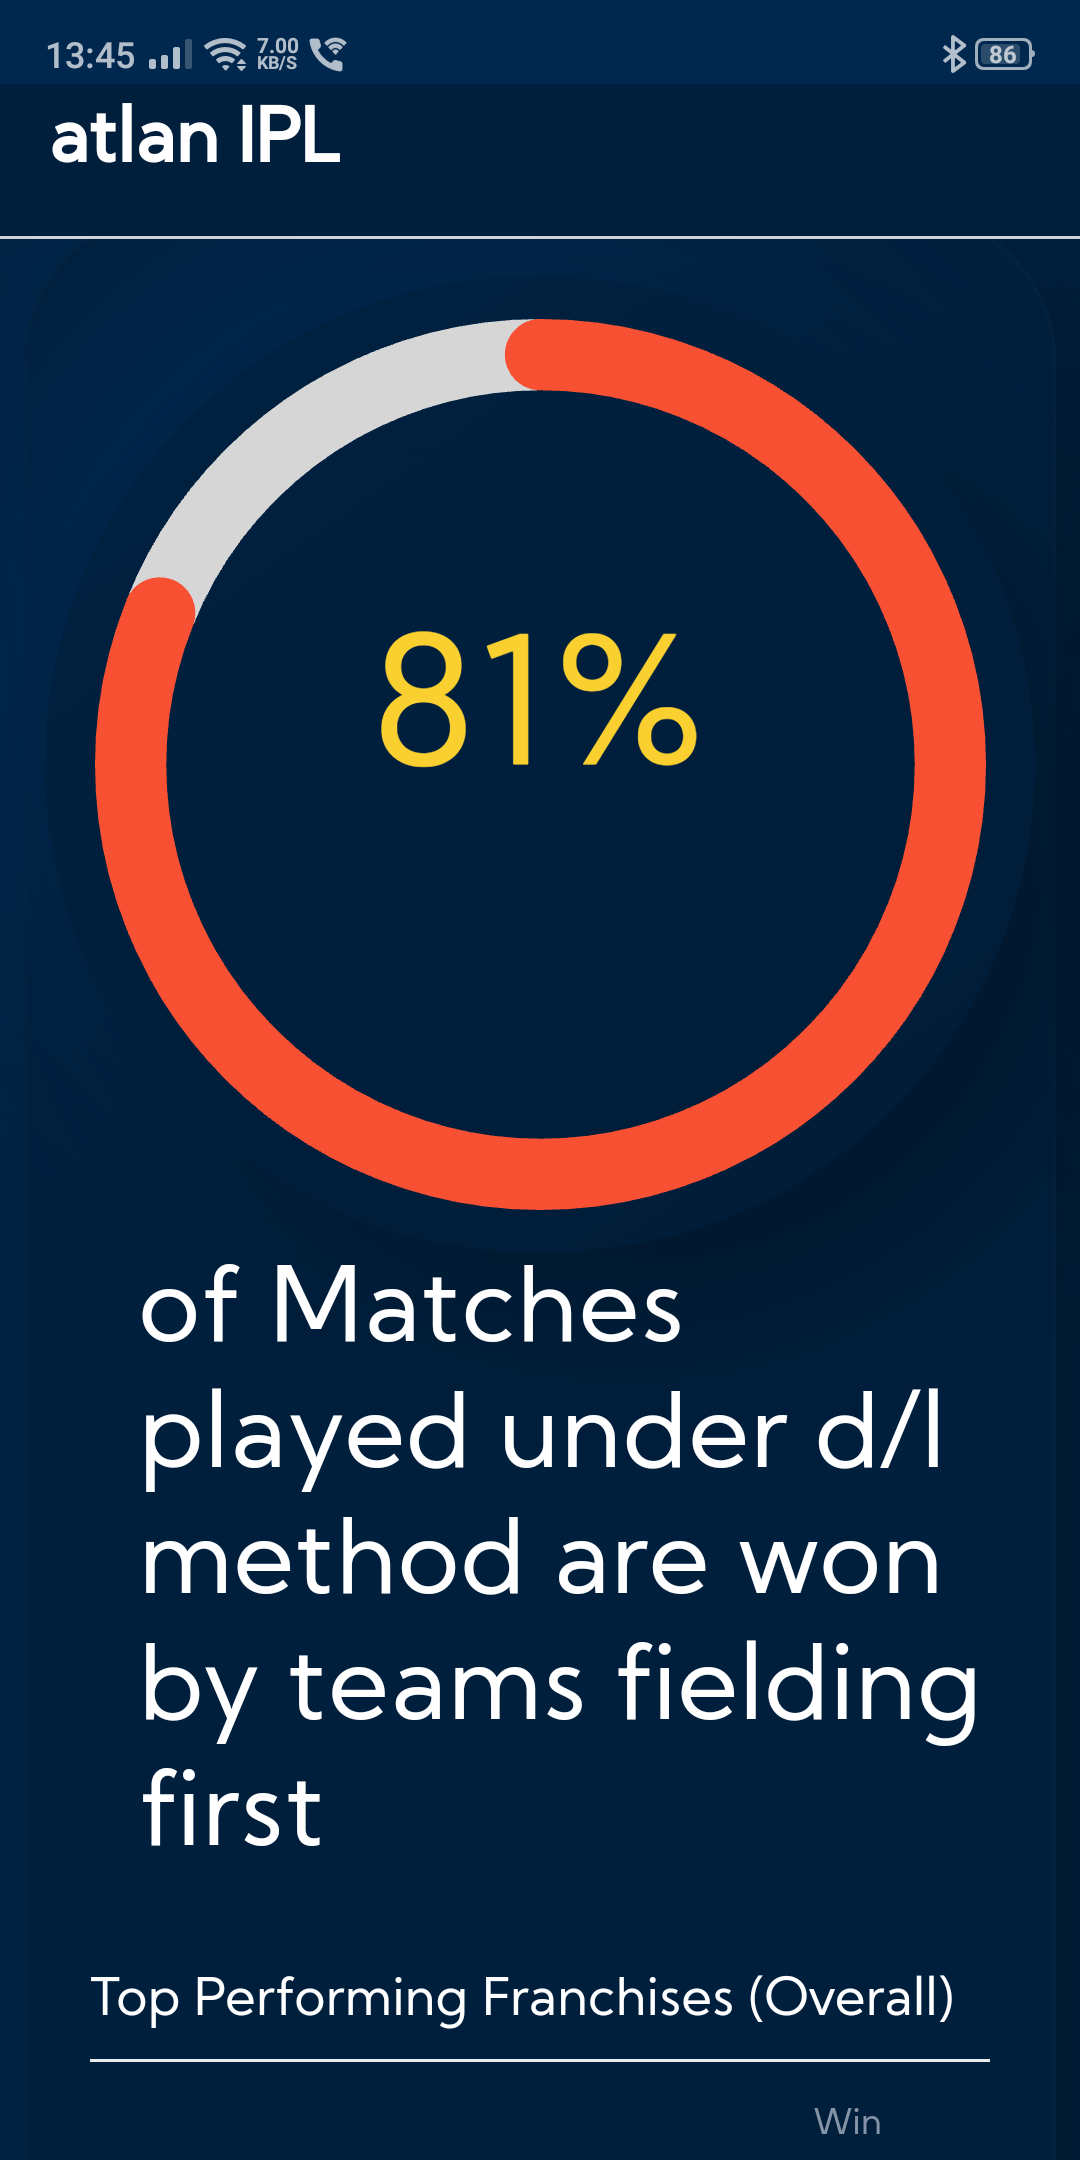 13:45 7.00 KB/S 86
atlan IPL
81%
of Matches
played under d/l
method are won
by teams fielding
first
Top Performing Franchises (Overall)
Win